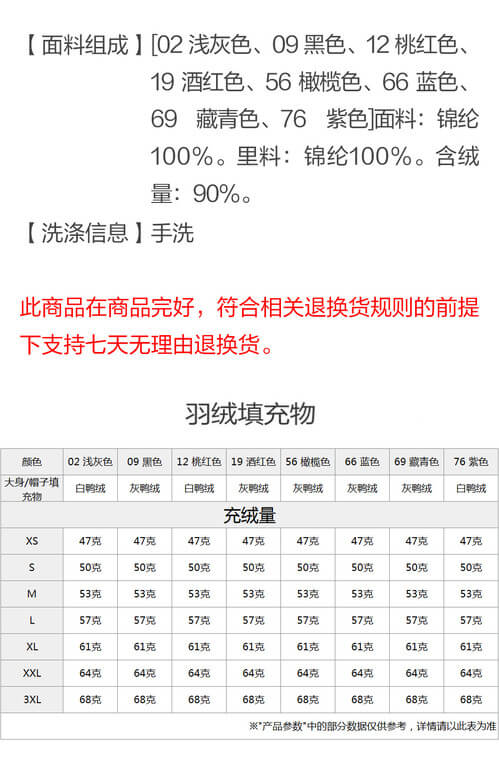 【面料组成】[02 浅灰色、09 黑色、12 桃红色、
19 酒红色、56 橄榄色、66 蓝色、
69 藏青色、76 紫色]面料：锦纶
100%。里料：锦纶100%。含绒
量：90%。
【洗涤信息】手洗
此商品在商品完好，符合相关退换货规则的前提
下支持七天无理由退换货。
羽绒填充物
颜色 02 浅灰色 09 黑色 12 桃红色 19 酒红色 56 橄榄色 66 蓝色 69 藏青色 76 紫色
大身/帽子填
充物 白鸭绒 灰鸭绒 白鸭绒 灰鸭绒 灰鸭绒 灰鸭绒 灰鸭绒 白鸭绒
充绒量
XS 47克 47克 47克 47克 47克 47克 47克 47克
S 50克 50克 50克 50克 50克 50克 50克 50克
M 53克 53克 53克 53克 53克 53克 53克 53克
L 57克 57克 57克 57克 57克 57克 57克 57克
XL 61克 61克 61克 61克 61克 61克 61克 61克
XXL 64克 64克 64克 64克 64克 64克 64克 64克
3XL 68克 68克 68克 68克 68克 68克 68克 68克
※"产品参数"中的部分数据仅供参考，详情请以此表为准